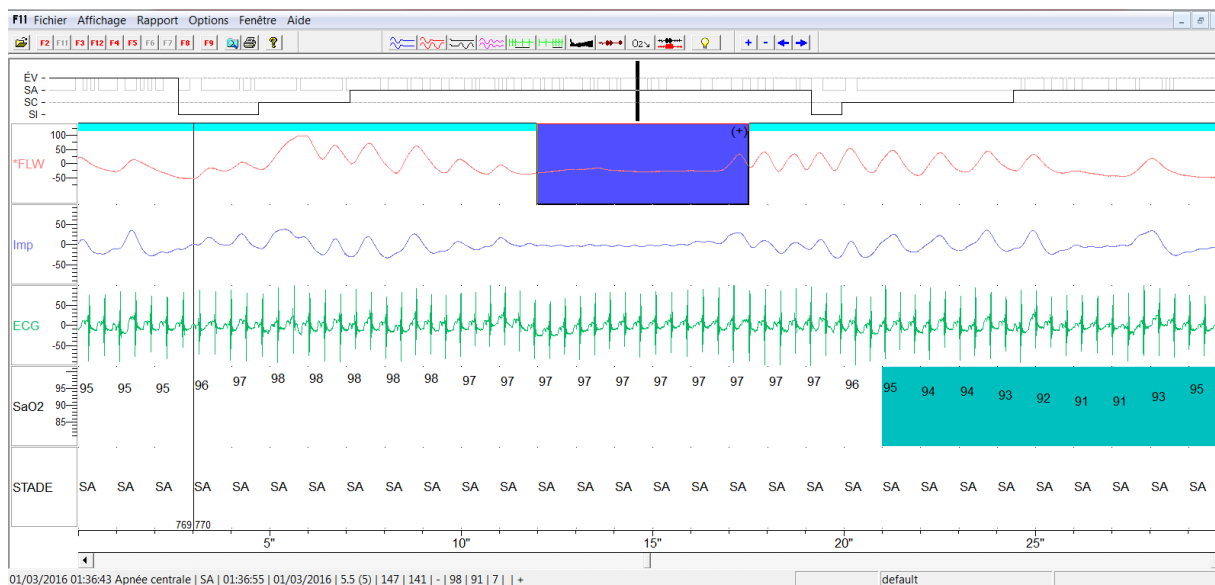 F11 Fichier Affichage Rapport Options Fenêtre Aide
F2 F11 F3 F12 F4 F5 F6 F7 F8 F9 ? O2 + -
ÉV -
SA -
SC -
SI -
100
50
0
-50
*FLW
(+)
50
0
-50
Imp
50
0
-50
ECG
95
90
85
SaO2
95 95 95 96 97 98 98 98 98 98 97 97 97 97 97 97 97 97 97 97 96 95 94 94 93 92 91 91 93 95
STADE SA SA SA SA SA SA SA SA SA SA SA SA SA SA SA SA SA SA SA SA SA SA SA SA SA SA SA SA SA SA
769 770
5" 10" 15" 20" 25"
01/03/2016 01:36:43 Apnée centrale | SA | 01:36:55 | 01/03/2016 | 5.5 (5) | 147 | 141 | - | 98 | 91 | 7 | | + default